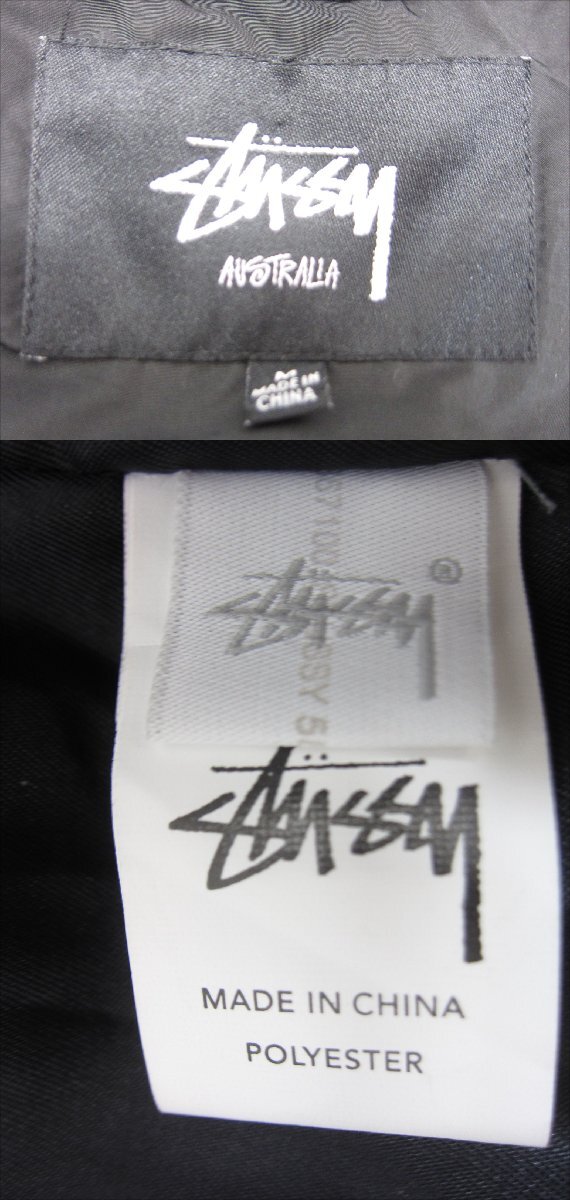 STÜSSY
AUSTRALIA
M
MADE IN
CHINA
STÜSSY ®
STÜSSY
MADE IN CHINA
POLYESTER